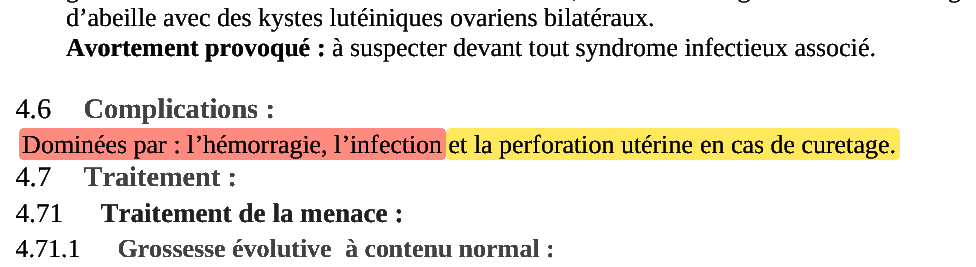 d’abeille avec des kystes lutéiniques ovariens bilatéraux.
Avortement provoqué : à suspecter devant tout syndrome infectieux associé.
4.6 Complications :
Dominées par : l’hémorragie, l’infection et la perforation utérine en cas de curetage.
4.7 Traitement :
4.71 Traitement de la menace :
4.71.1 Grossesse évolutive à contenu normal :